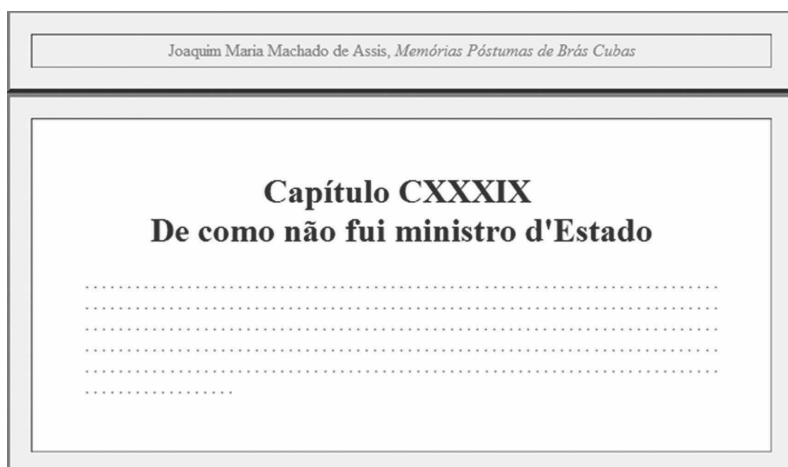 Joaquim Maria Machado de Assis, Memórias Póstumas de Brás Cubas
Capítulo CXXXIX
De como não fui ministro d'Estado
. . . . . . . . . . . . . . . . . . . . . . . . . . . . . . . . . . . . . . . . . . . . . . . . . . . . . . . . . . . . . . . . . . . . . . . .
. . . . . . . . . . . . . . . . . . . . . . . . . . . . . . . . . . . . . . . . . . . . . . . . . . . . . . . . . . . . . . . . . . . . . . . .
. . . . . . . . . . . . . . . . . . . . . . . . . . . . . . . . . . . . . . . . . . . . . . . . . . . . . . . . . . . . . . . . . . . . . . . .
. . . . . . . . . . . . . . . . . . . . . . . . . . . . . . . . . . . . . . . . . . . . . . . . . . . . . . . . . . . . . . . . . . . . . . . .
. . . . . . . . . . . . . . . . . . . . . . . . . . . . . . . . . . . . . . . . . . . . . . . . . . . . . . . . . . . . . . . . . . . . . . . .
. . . . . . . . . . . . . . . . .